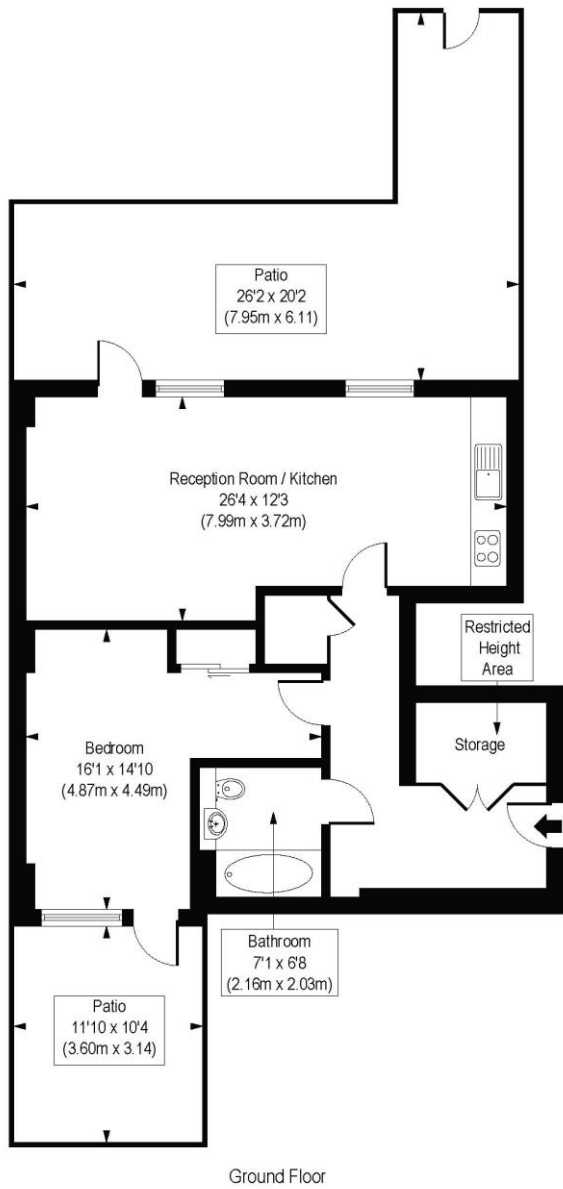 Patio
26'2 x 20'2
(7.95m x 6.11)
Reception Room / Kitchen
26'4 x 12'3
(7.99m x 3.72m)
Restricted
Height
Area
Storage
Bedroom
16'1 x 14'10
(4.87m x 4.49m)
Bathroom
7'1 x 6'8
(2.16m x 2.03m)
Patio
11'10 x 10'4
(3.60m x 3.14)
Ground Floor